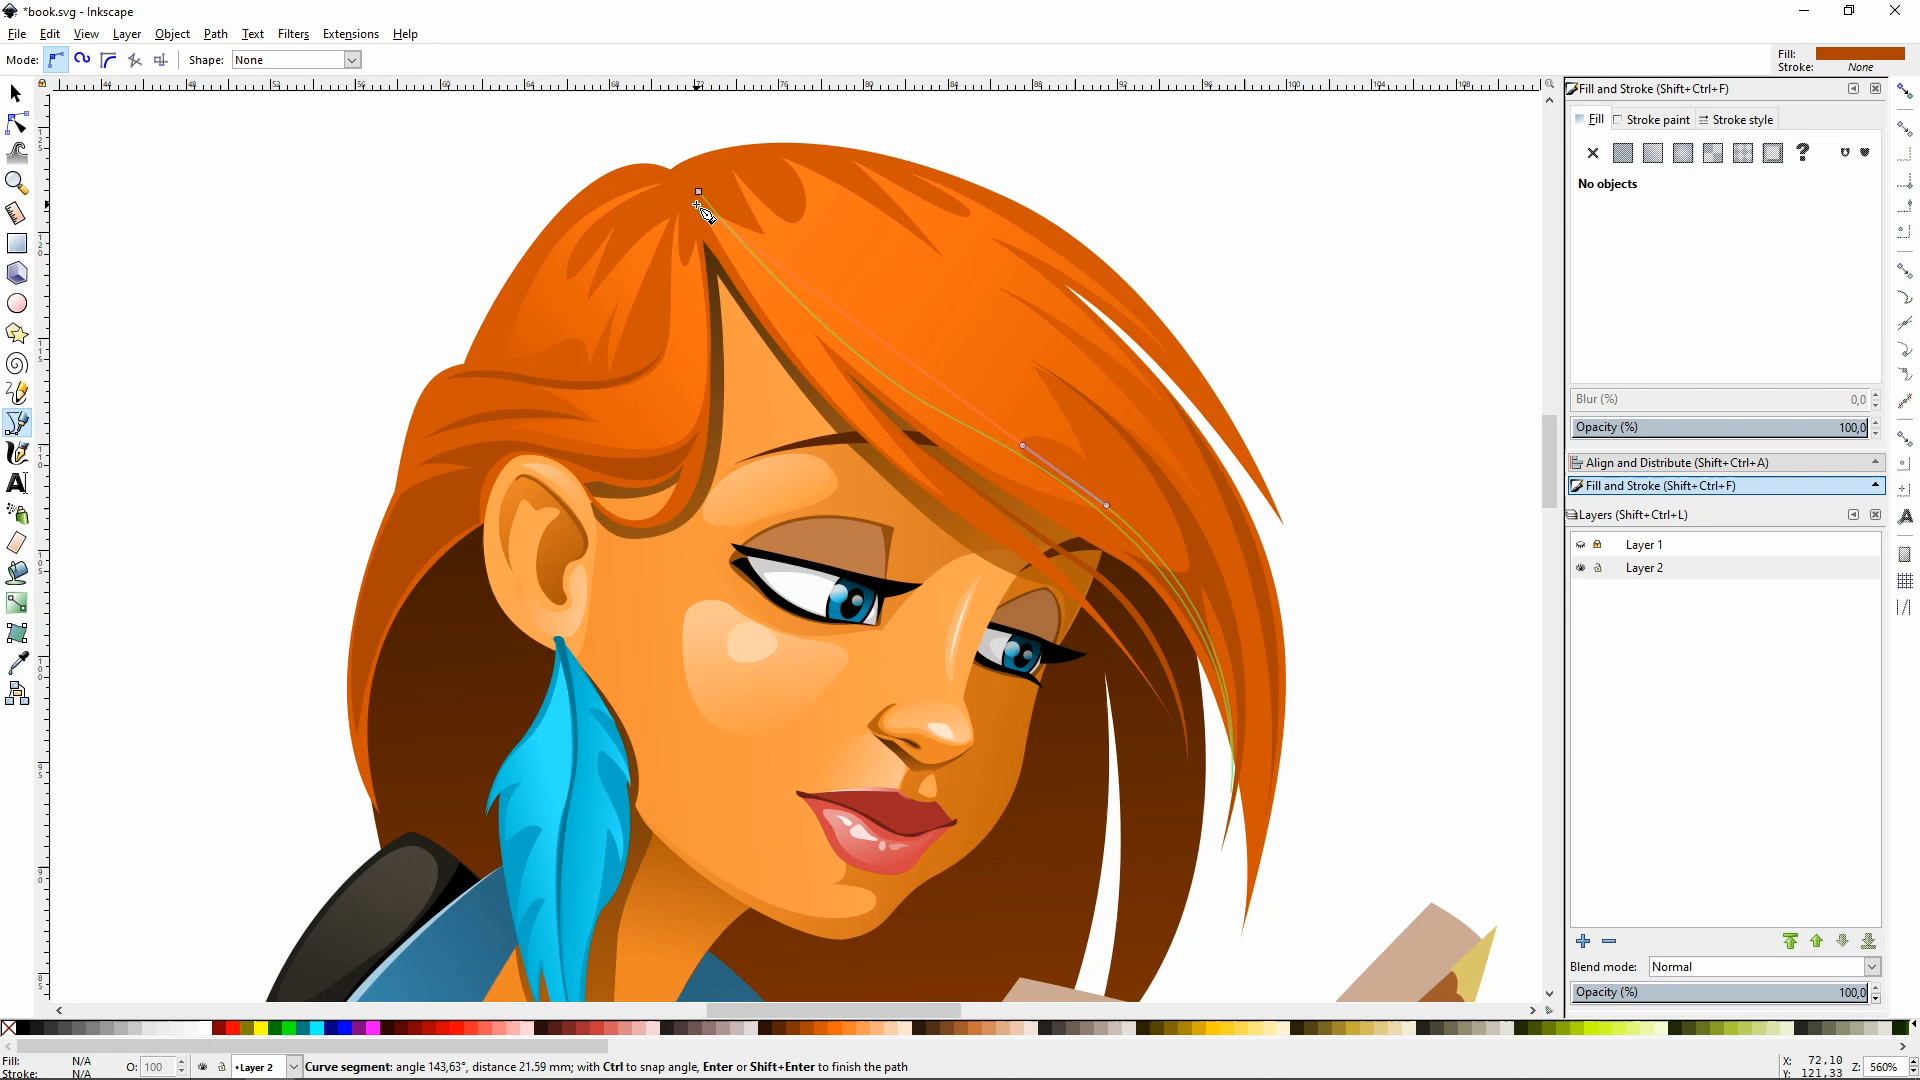 *book.svg - Inkscape
File Edit View Layer Object Path Text Filters Extensions Help
Mode: Shape: None
Fill:
Stroke: None
Fill and Stroke (Shift+Ctrl+F)
Fill Stroke paint Stroke style
No objects
Blur (%) 0,0
Opacity (%) 100,0
Align and Distribute (Shift+Ctrl+A)
Fill and Stroke (Shift+Ctrl+F)
Layers (Shift+Ctrl+L)
Layer 1
Layer 2
Blend mode: Normal
Opacity (%) 100,0
Fill: N/A
Stroke: N/A
O: 100
•Layer 2
Curve segment: angle 143,63°, distance 21.59 mm; with Ctrl to snap angle, Enter or Shift+Enter to finish the path
X: 72,10
Y: 121,33
Z: 560%